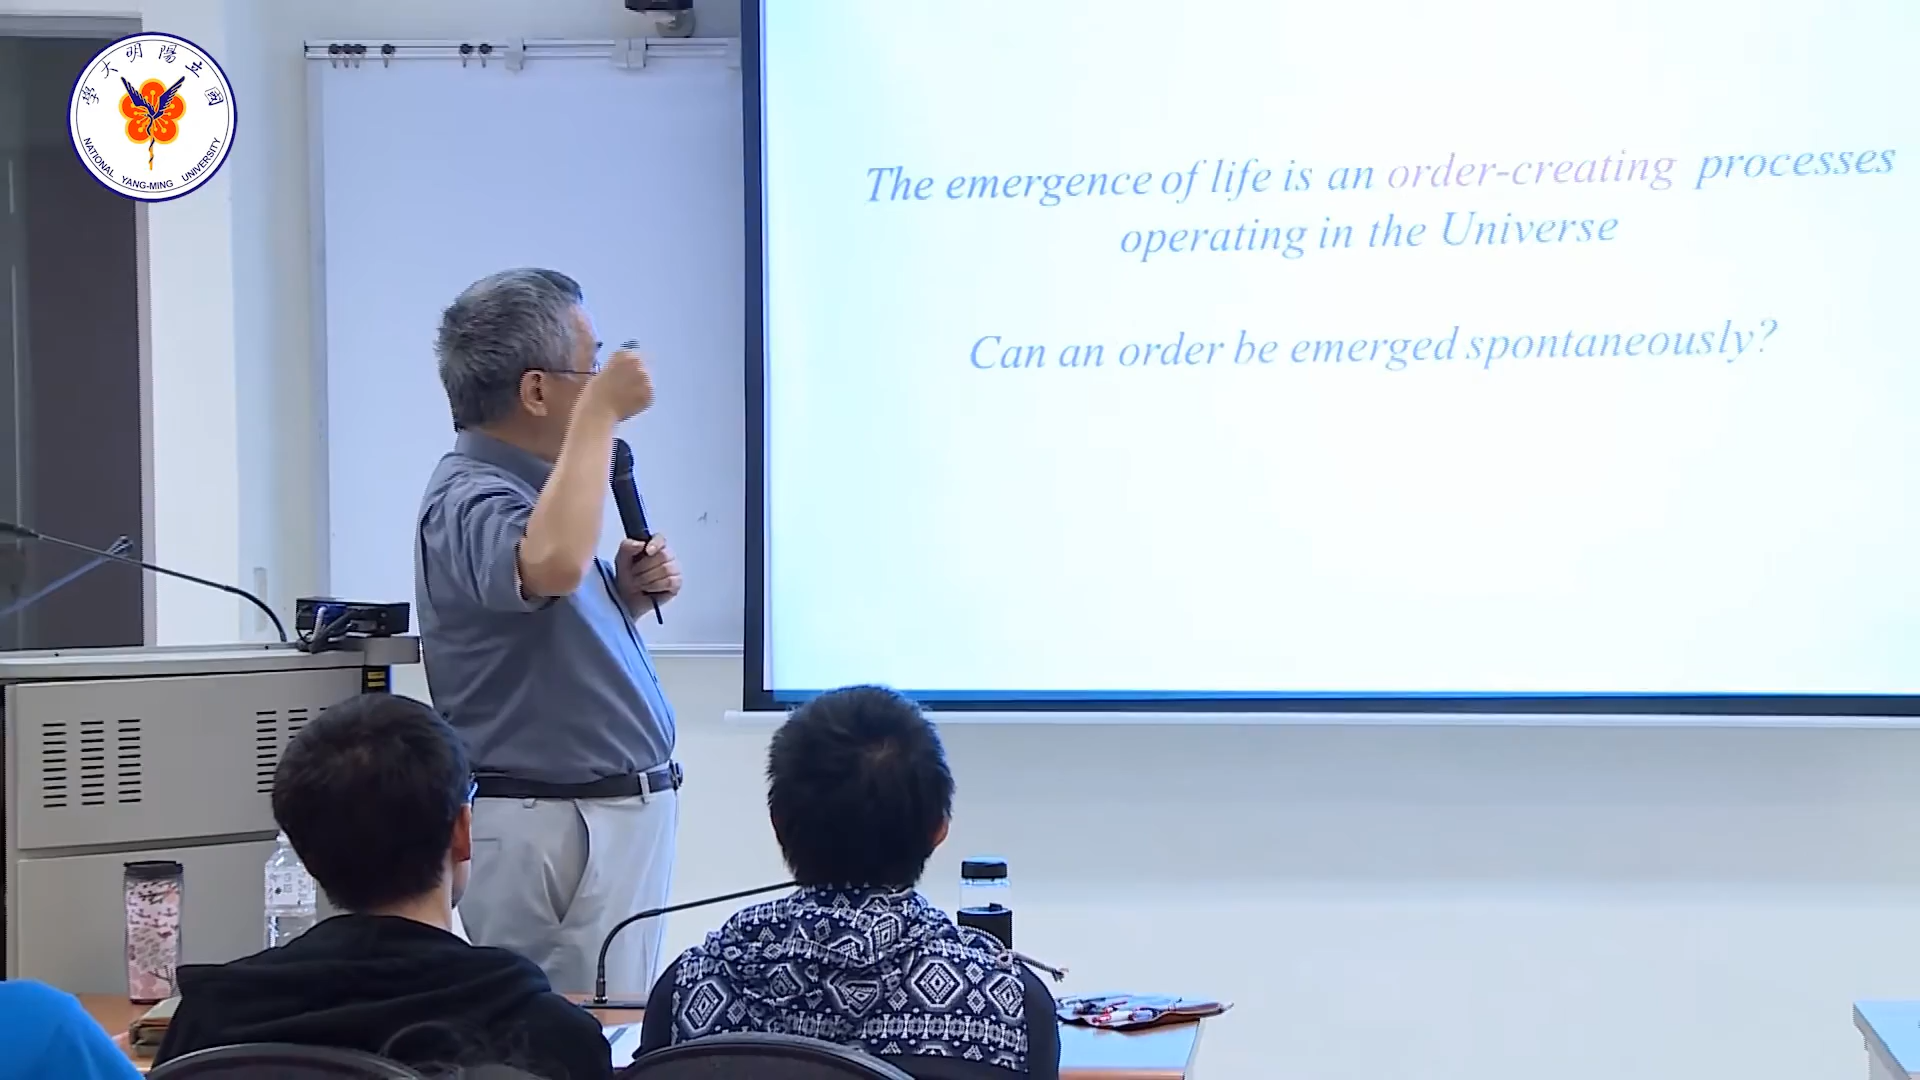 國立陽明大學
NATIONAL YANG-MING UNIVERSITY
The emergence of life is an order-creating processes
operating in the Universe
Can an order be emerged spontaneously?